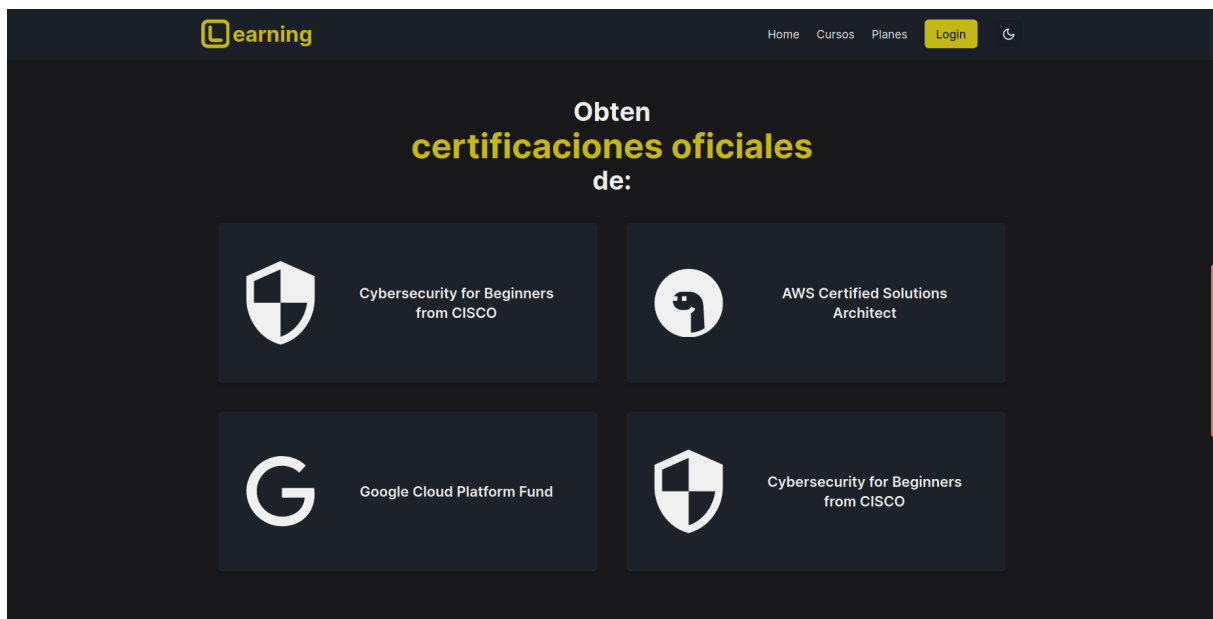 Learning
Home Cursos Planes Login
Obten
certificaciones oficiales
de:
Cybersecurity for Beginners
from CISCO
AWS Certified Solutions
Architect
Google Cloud Platform Fund
Cybersecurity for Beginners
from CISCO